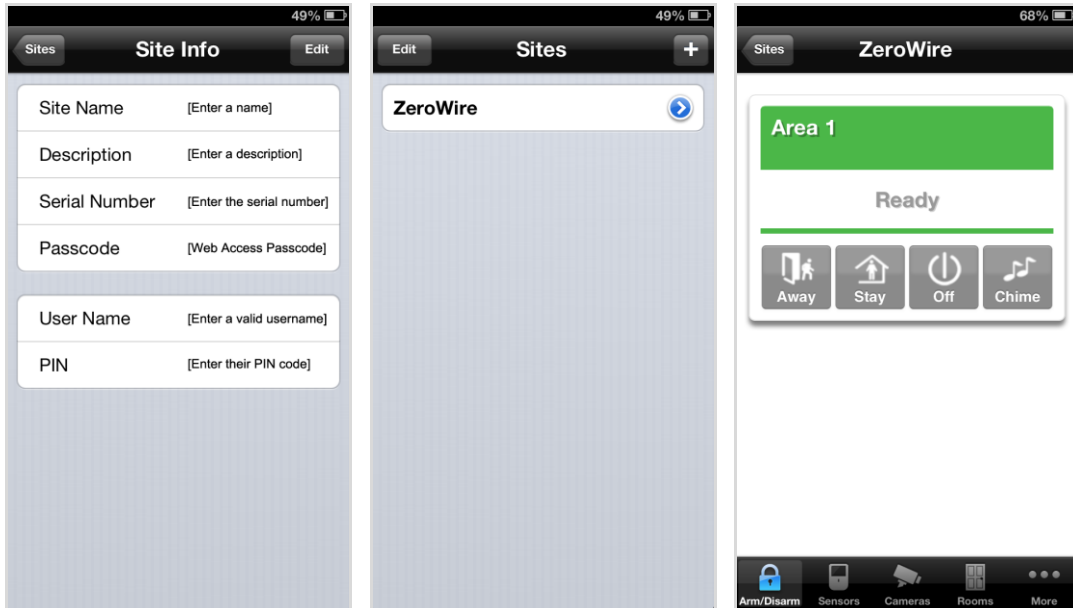 49%
Sites Site Info Edit
Site Name [Enter a name]
Description [Enter a description]
Serial Number [Enter the serial number]
Passcode [Web Access Passcode]
User Name [Enter a valid username]
PIN [Enter their PIN code]
49%
Edit Sites +
ZeroWire
68%
Sites ZeroWire
Area 1
Ready
Away Stay Off Chime
Arm/Disarm Sensors Cameras Rooms More